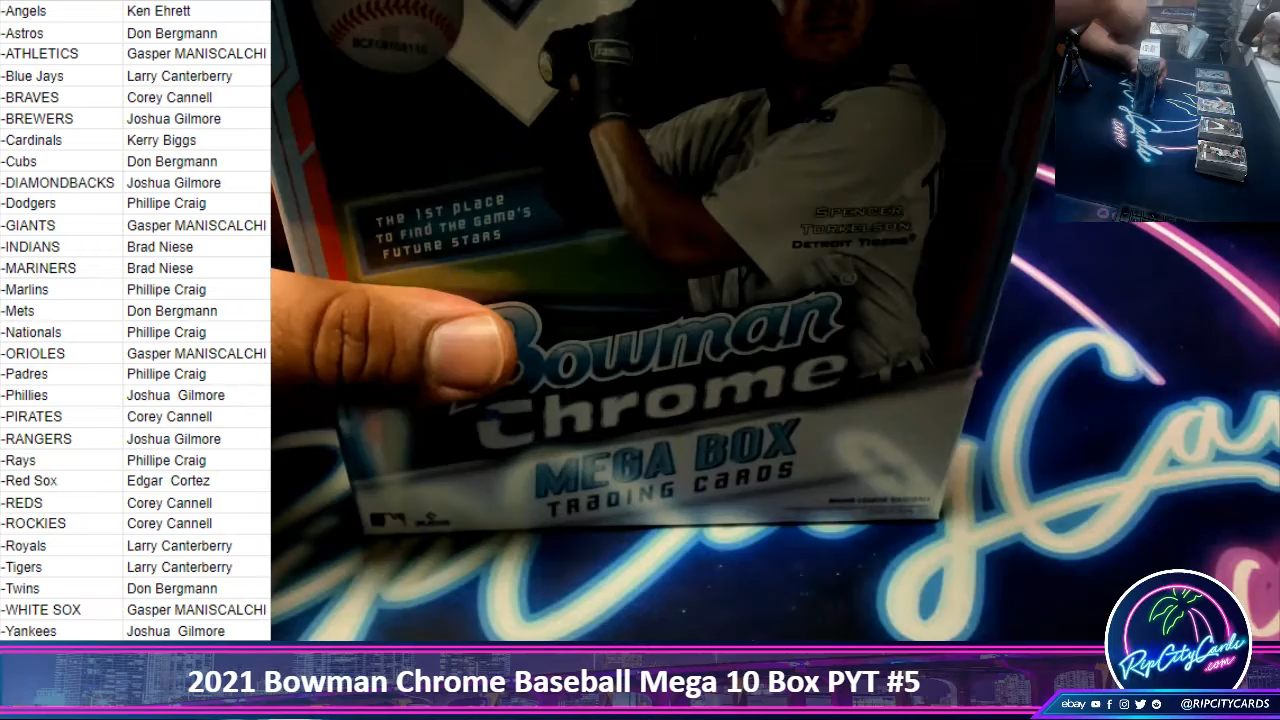 -Angels Ken Ehrett
-Astros Don Bergmann
-ATHLETICS Gasper MANISCALCHI
-Blue Jays Larry Canterberry
-BRAVES Corey Cannell
-BREWERS Joshua Gilmore
-Cardinals Kerry Biggs
-Cubs Don Bergmann
-DIAMONDBACKS Joshua Gilmore
-Dodgers Phillipe Craig
-GIANTS Gasper MANISCALCHI
-INDIANS Brad Niese
-MARINERS Brad Niese
-Marlins Phillipe Craig
-Mets Don Bergmann
-Nationals Phillipe Craig
-ORIOLES Gasper MANISCALCHI
-Padres Phillipe Craig
-Phillies Joshua Gilmore
-PIRATES Corey Cannell
-RANGERS Joshua Gilmore
-Rays Phillipe Craig
-Red Sox Edgar Cortez
-REDS Corey Cannell
-ROCKIES Corey Cannell
-Royals Larry Canterberry
-Tigers Larry Canterberry
-Twins Don Bergmann
-WHITE SOX Gasper MANISCALCHI
-Yankees Joshua Gilmore
THE 1ST PLACE
TO FIND THE GAME'S
FUTURE STARS
SPENCER
TORKELSON
DETROIT TIGERS®
Bowman®
Chrome
MEGA BOX
TRADING CARDS
2021 Bowman Chrome Baseball Mega 10 Box PYT #5
RipCityCards
.com
ebay @RIPCITYCARDS